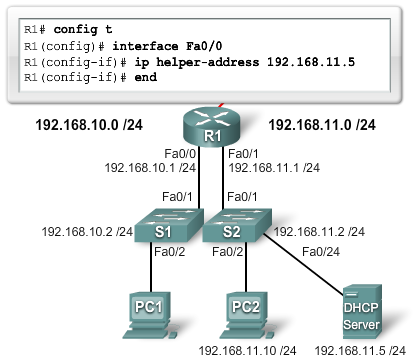 R1# config t
R1(config)# interface Fa0/0
R1(config-if)# ip helper-address 192.168.11.5
R1(config-if)# end
192.168.10.0 /24
192.168.11.0 /24
R1
Fa0/0
Fa0/1
192.168.10.1 /24
192.168.11.1 /24
Fa0/1
Fa0/1
192.168.10.2 /24
S1
S2
192.168.11.2 /24
Fa0/2
Fa0/2
Fa0/24
PC1
PC2
DHCP
Server
192.168.11.10 /24
192.168.11.5 /24